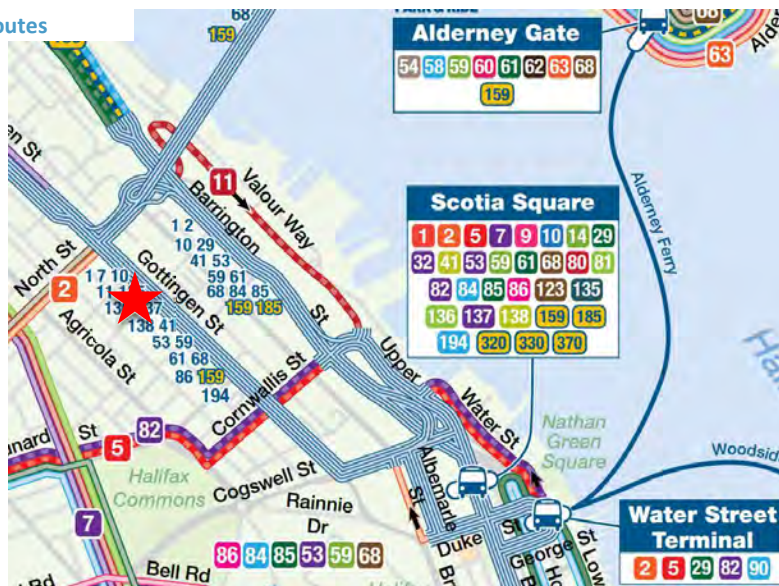 outes
68
159
PARK & RIDE
Alderney Gate
54 58 59 60 61 62 63 68
159
68
63
Alderney Ferry
11
Valour Way
Barrington
St
1 2
10 29
41 53
59 61
68 84 85
159 185
Scotia Square
1 2 5 7 9 10 14 29
32 41 53 59 61 68 80 81
82 84 85 86 123 135
136 137 138 159 185
194 320 330 370
North St
2
Gottingen St
1 7 10
138 41
53 59
61 68
86 159
194
Agricola St
Cornwallis St
Upper
Water St
Nathan
Green
Square
St
82
5
Halifax
Commons
Cogswell St
Albemarle
St
Rainnie
Dr
Duke St
George St
Woodsid
Water Street
Terminal
2 5 29 82 90
7
86 84 85 53 59 68
Bell Rd
Rd
Low